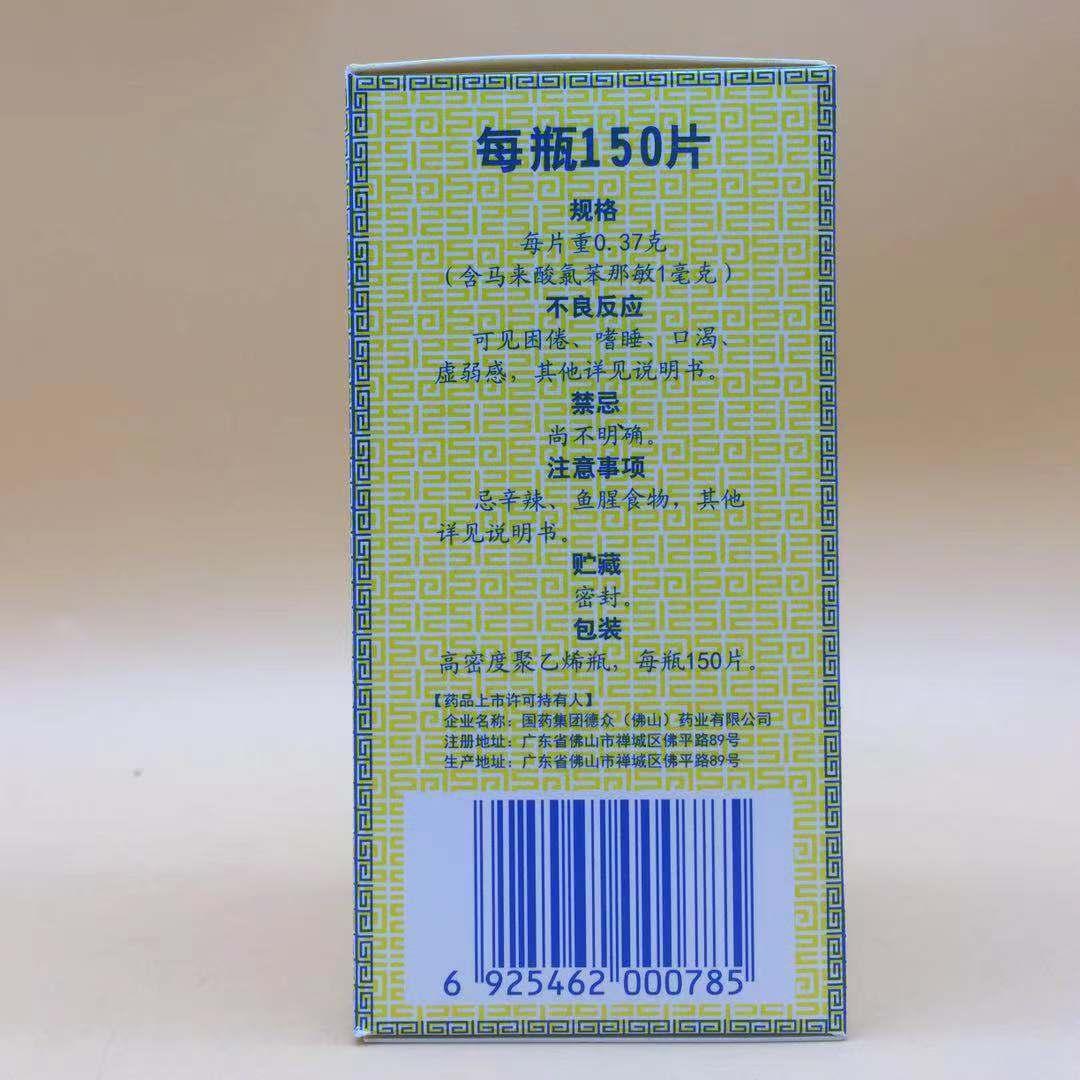 每瓶150片
规格
每片重0.37克
（含马来酸氯苯那敏1毫克）
不良反应
可见困倦、嗜睡、口渴、
虚弱感，其他详见说明书。
禁忌
尚不明确。
注意事项
忌辛辣、鱼腥食物，其他
详见说明书。
贮藏
密封。
包装
高密度聚乙烯瓶，每瓶150片。
【药品上市许可持有人】
企业名称：国药集团德众（佛山）药业有限公司
注册地址：广东省佛山市禅城区佛平路89号
生产地址：广东省佛山市禅城区佛平路89号
6 925462 000785